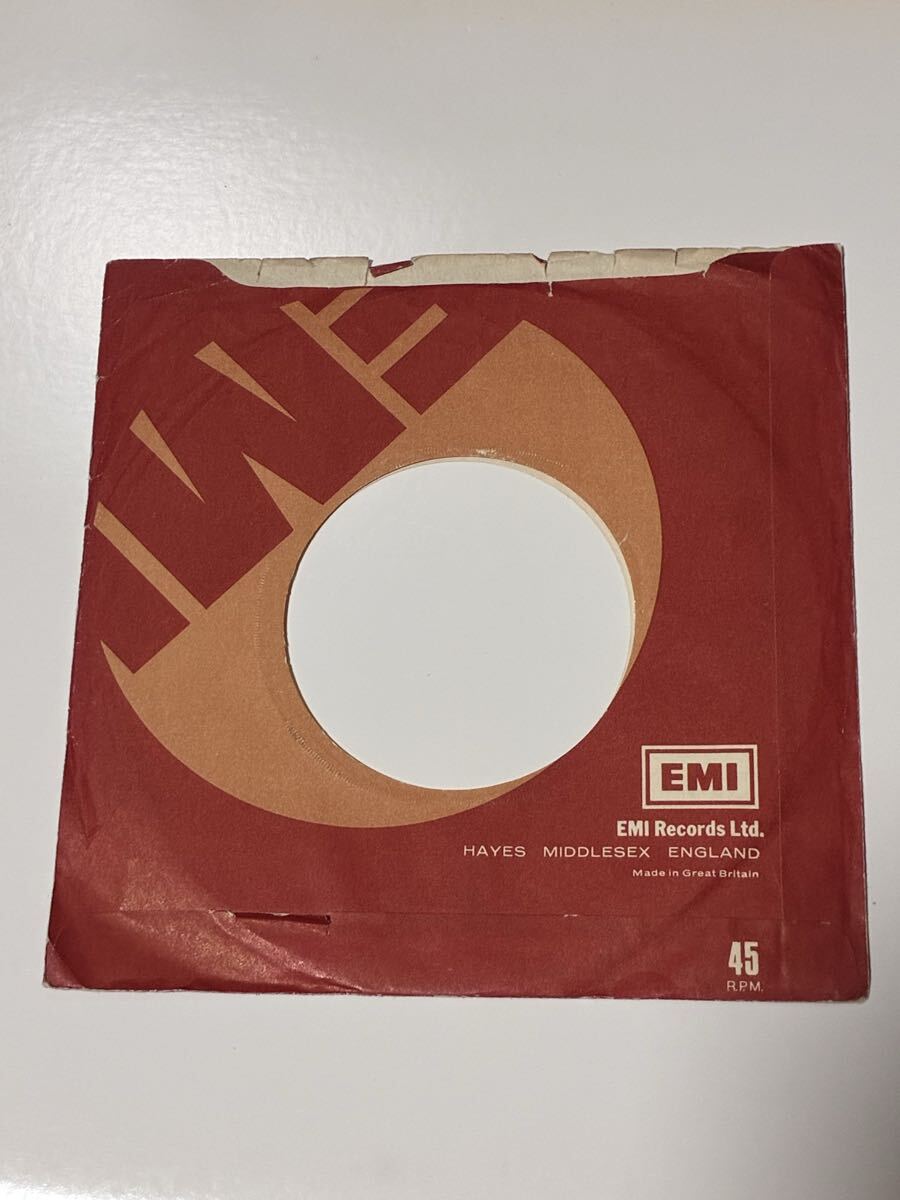 EMI
EMI Records Ltd.
HAYES MIDDLESEX ENGLAND
Made in Great Britain
45
R.P.M.